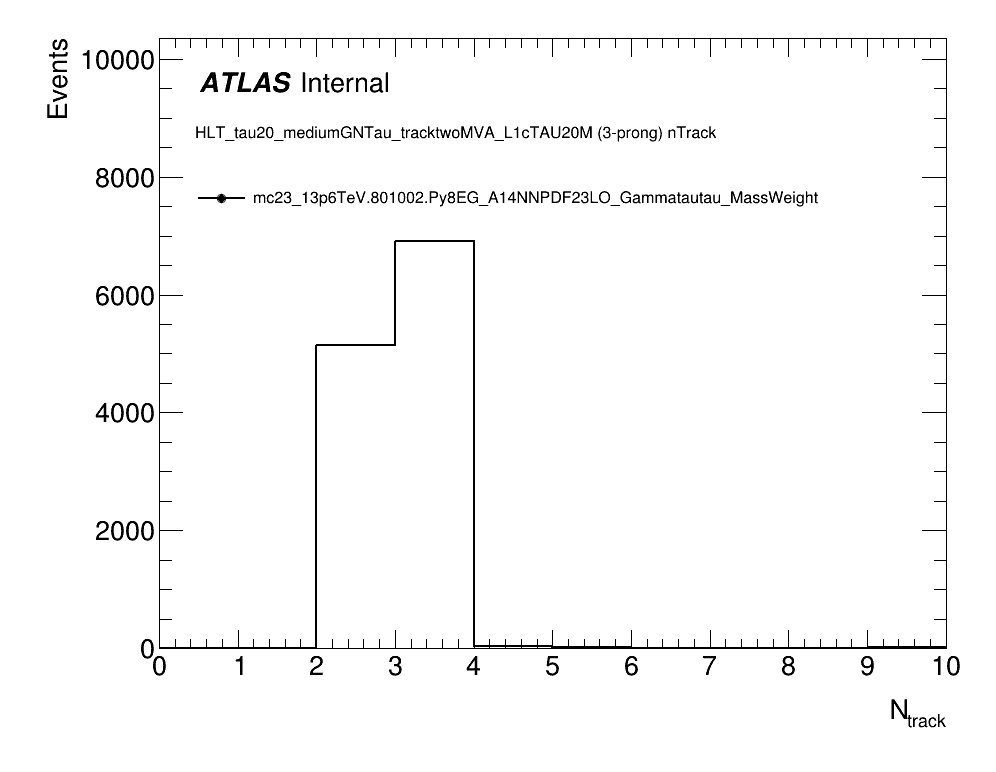 Events
10000
8000
6000
4000
2000
0
ATLAS Internal
HLT_tau20_mediumGNTau_tracktwoMVA_L1cTAU20M (3-prong) nTrack
mc23_13p6TeV.801002.Py8EG_A14NNPDF23LO_Gammatautau_MassWeight
0 1 2 3 4 5 6 7 8 9 10
N_track